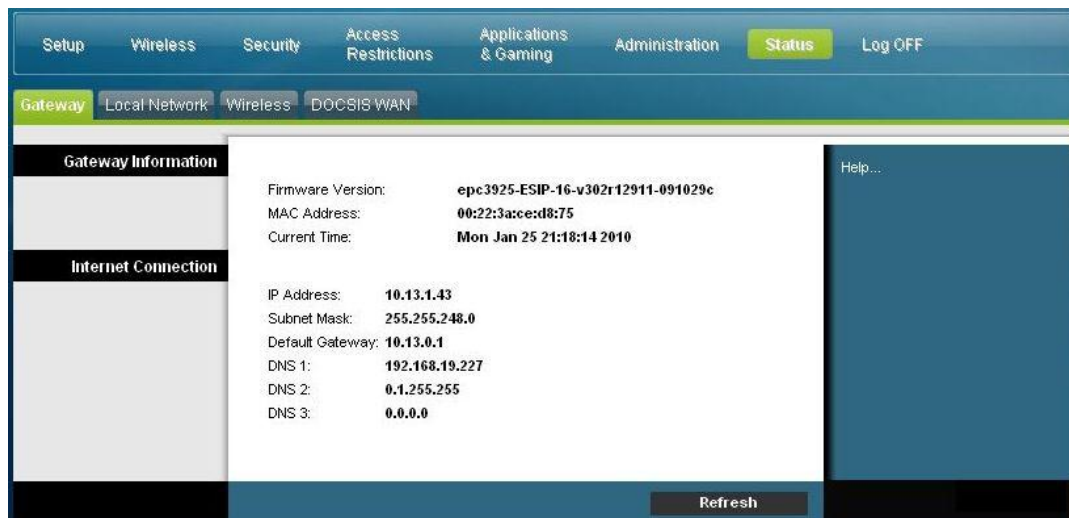 Setup Wireless Security Access Restrictions Applications & Gaming Administration Status Log OFF
Gateway Local Network Wireless DOCSIS WAN
Gateway Information
Help...
Firmware Version: epc3925-ESIP-16-v302r12911-091029c
MAC Address: 00:22:3a:ce:d8:75
Current Time: Mon Jan 25 21:18:14 2010
Internet Connection
IP Address: 10.13.1.43
Subnet Mask: 255.255.248.0
Default Gateway: 10.13.0.1
DNS 1: 192.168.19.227
DNS 2: 0.1.255.255
DNS 3: 0.0.0.0
Refresh